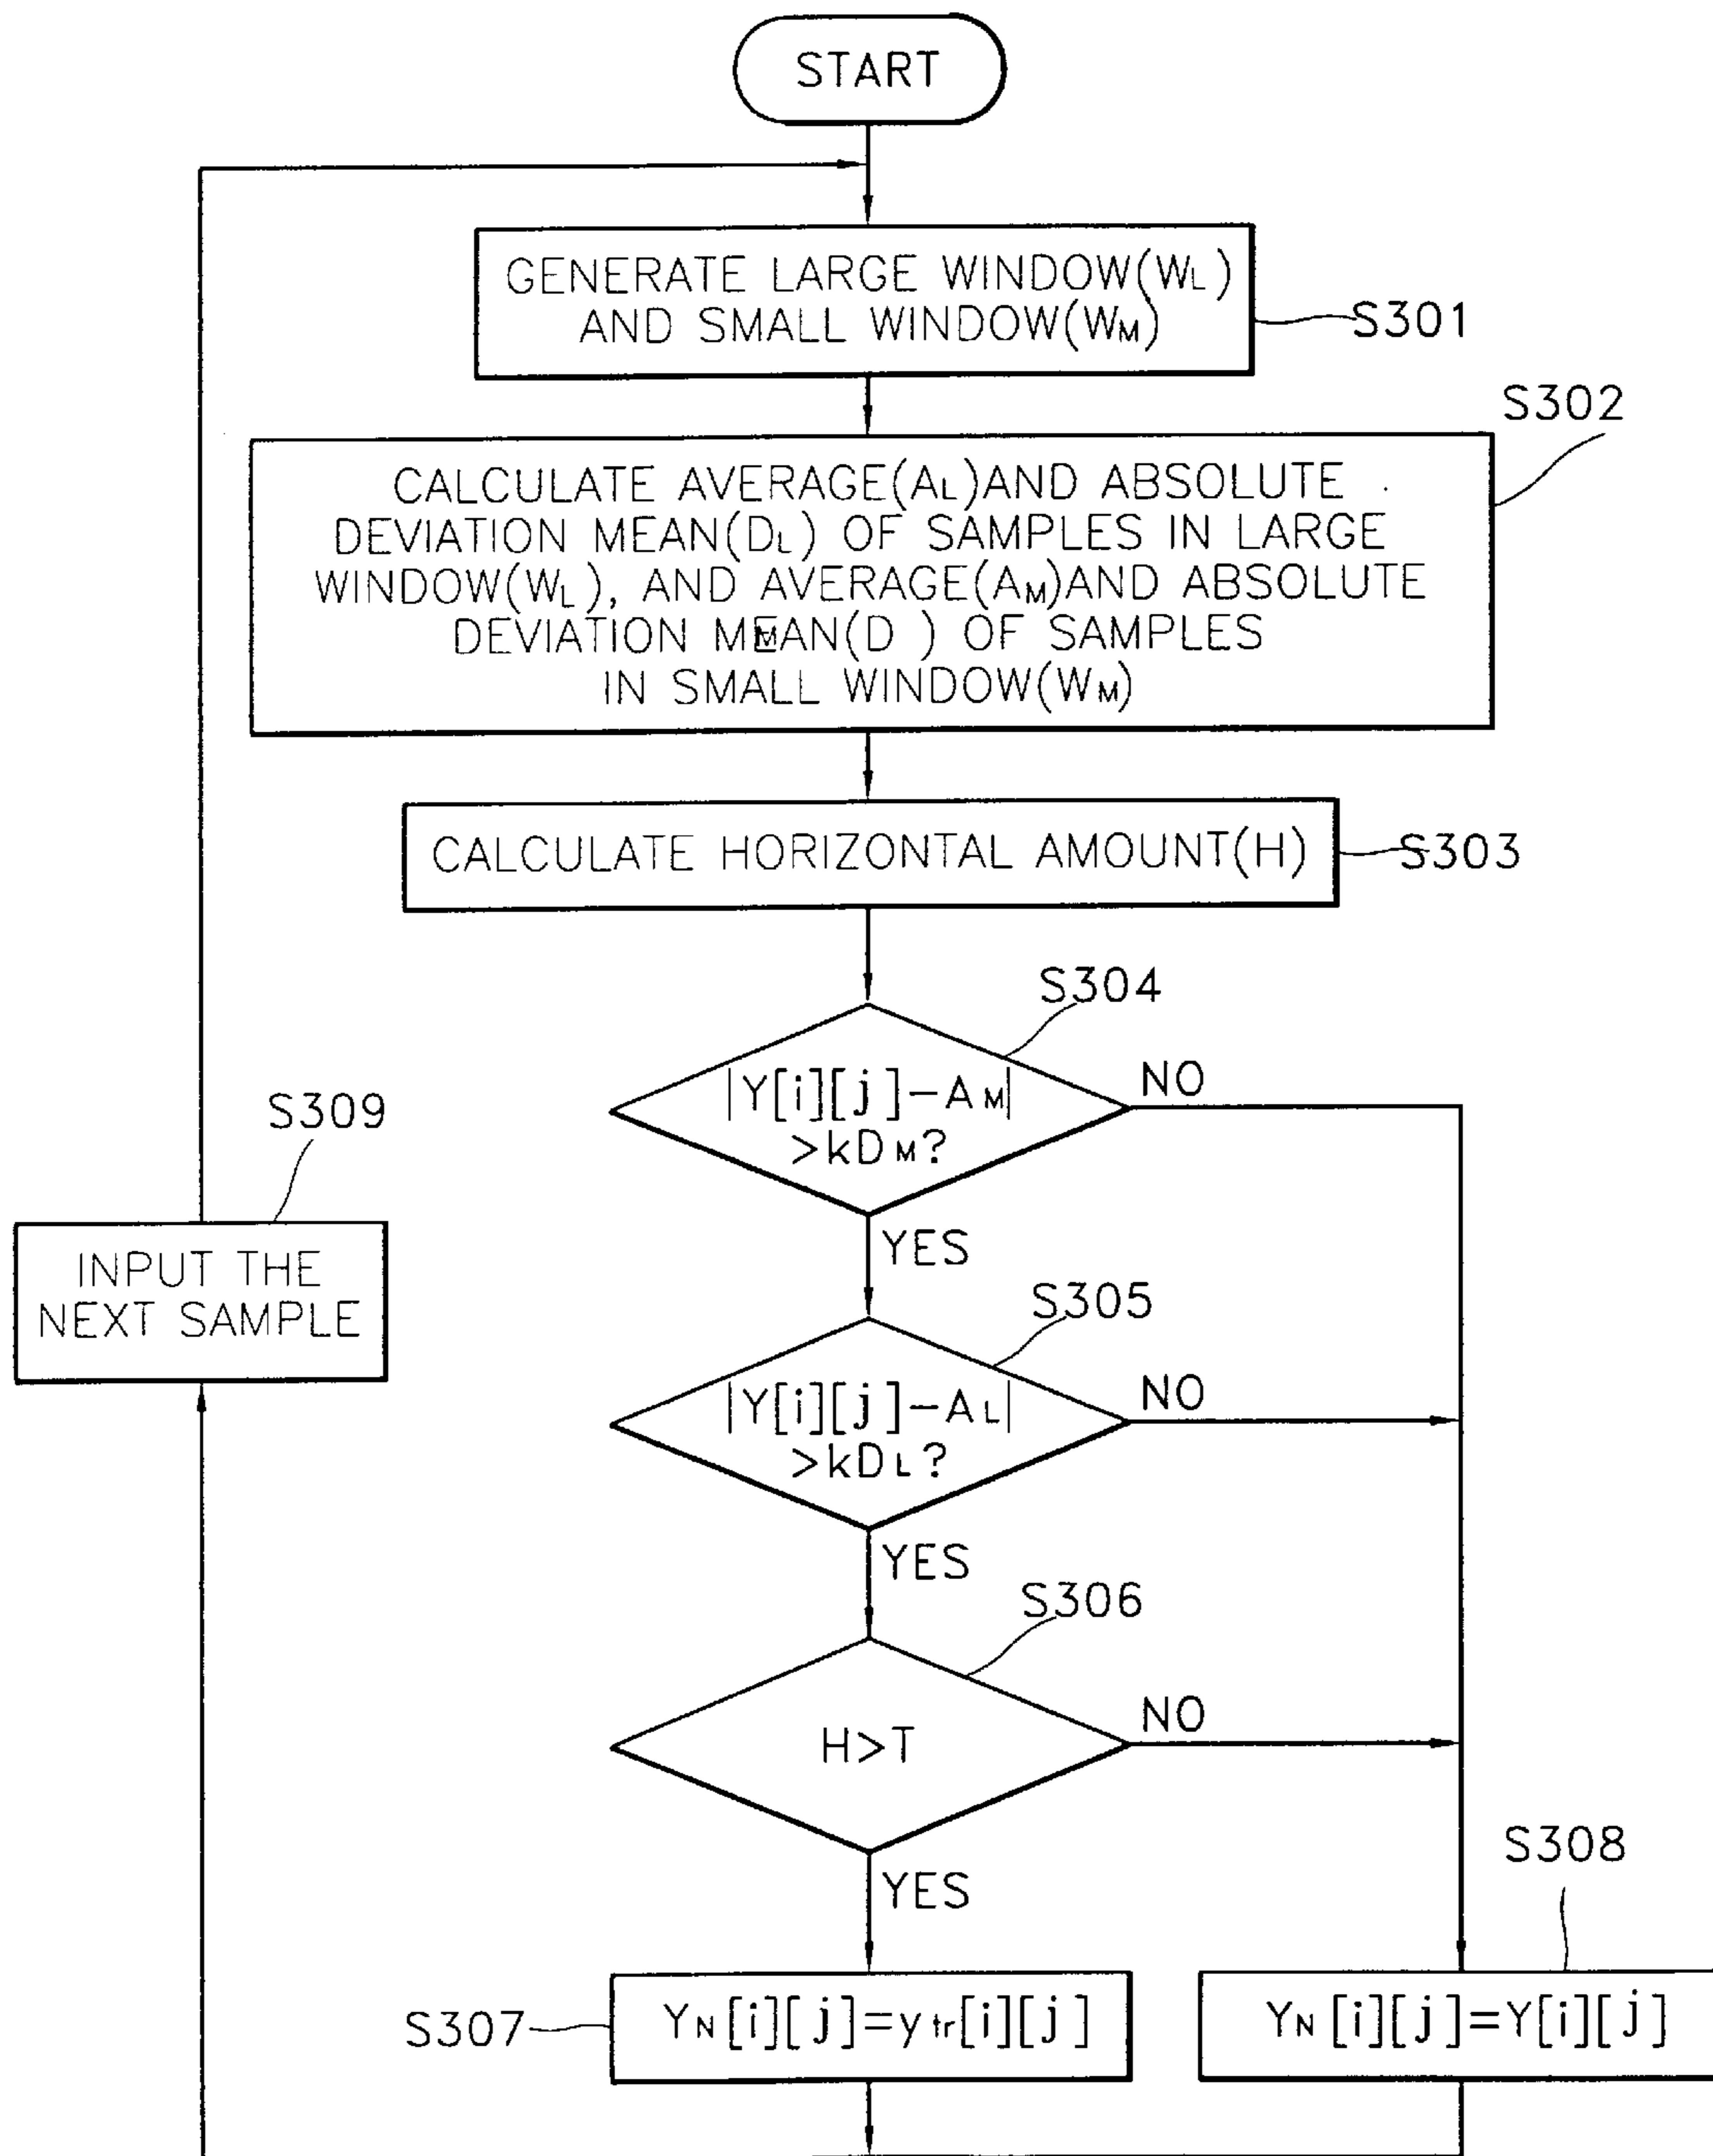 START
GENERATE LARGE WINDOW(WL)
AND SMALL WINDOW(WM)
S301
S302
CALCULATE AVERAGE(AL)AND ABSOLUTE
DEVIATION MEAN(DL) OF SAMPLES IN LARGE
WINDOW(WL), AND AVERAGE(AM)AND ABSOLUTE
DEVIATION MEAN(D ) OF SAMPLES
IN SMALL WINDOW(WM)
CALCULATE HORIZONTAL AMOUNT(H)
S303
S304
|Y[i][j]-AM|
>kDM?
NO
YES
S309
INPUT THE
NEXT SAMPLE
S305
|Y[i][j]-AL|
>kDL?
NO
YES
S306
H>T
NO
YES
S308
S307
YN[i][j]=ytr[i][j]
YN[i][j]=Y[i][j]